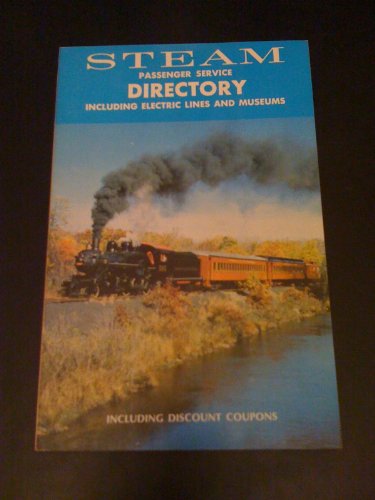 STEAM
PASSENGER SERVICE
DIRECTORY
INCLUDING ELECTRIC LINES AND MUSEUMS
INCLUDING DISCOUNT COUPONS